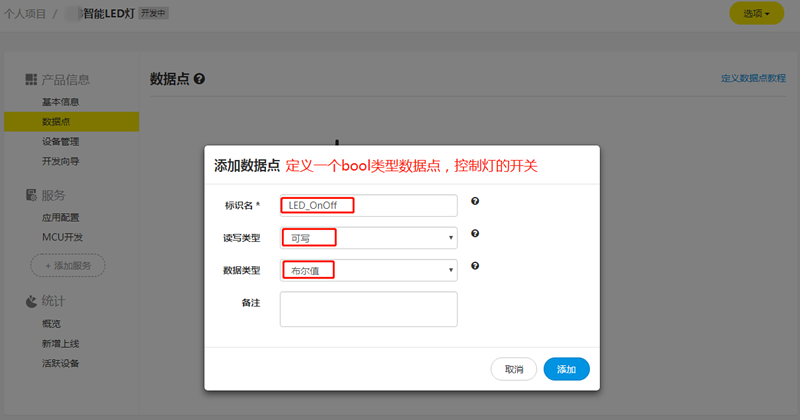 个人项目 / 智能LED灯 开发中
选项
产品信息
基本信息
数据点
设备管理
开发向导
服务
应用配置
MCU开发
+ 添加服务
统计
概览
新增上线
活跃设备
数据点 ?
定义数据点教程
添加数据点 定义一个bool类型数据点，控制灯的开关
标识名 * LED_OnOff ?
读写类型 可写 ?
数据类型 布尔值 ?
备注
取消 添加